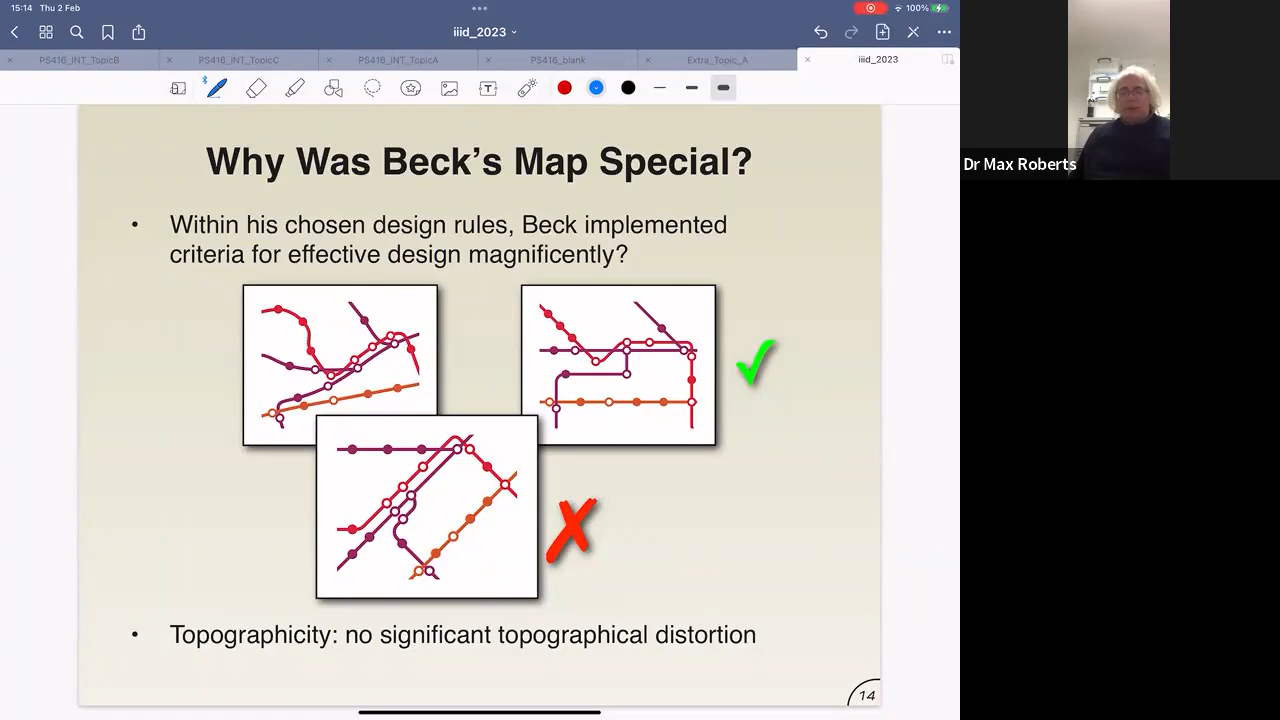 15:14 Thu 2 Feb
100%
iiid_2023
PS416_INT_TopicB
PS416_INT_TopicC
PS416_INT_TopicA
PS416_blank
Extra_Topic_A
iiid_2023
T
Why Was Beck's Map Special?
• Within his chosen design rules, Beck implemented
criteria for effective design magnificently?
• Topographicity: no significant topographical distortion
14
Dr Max Roberts